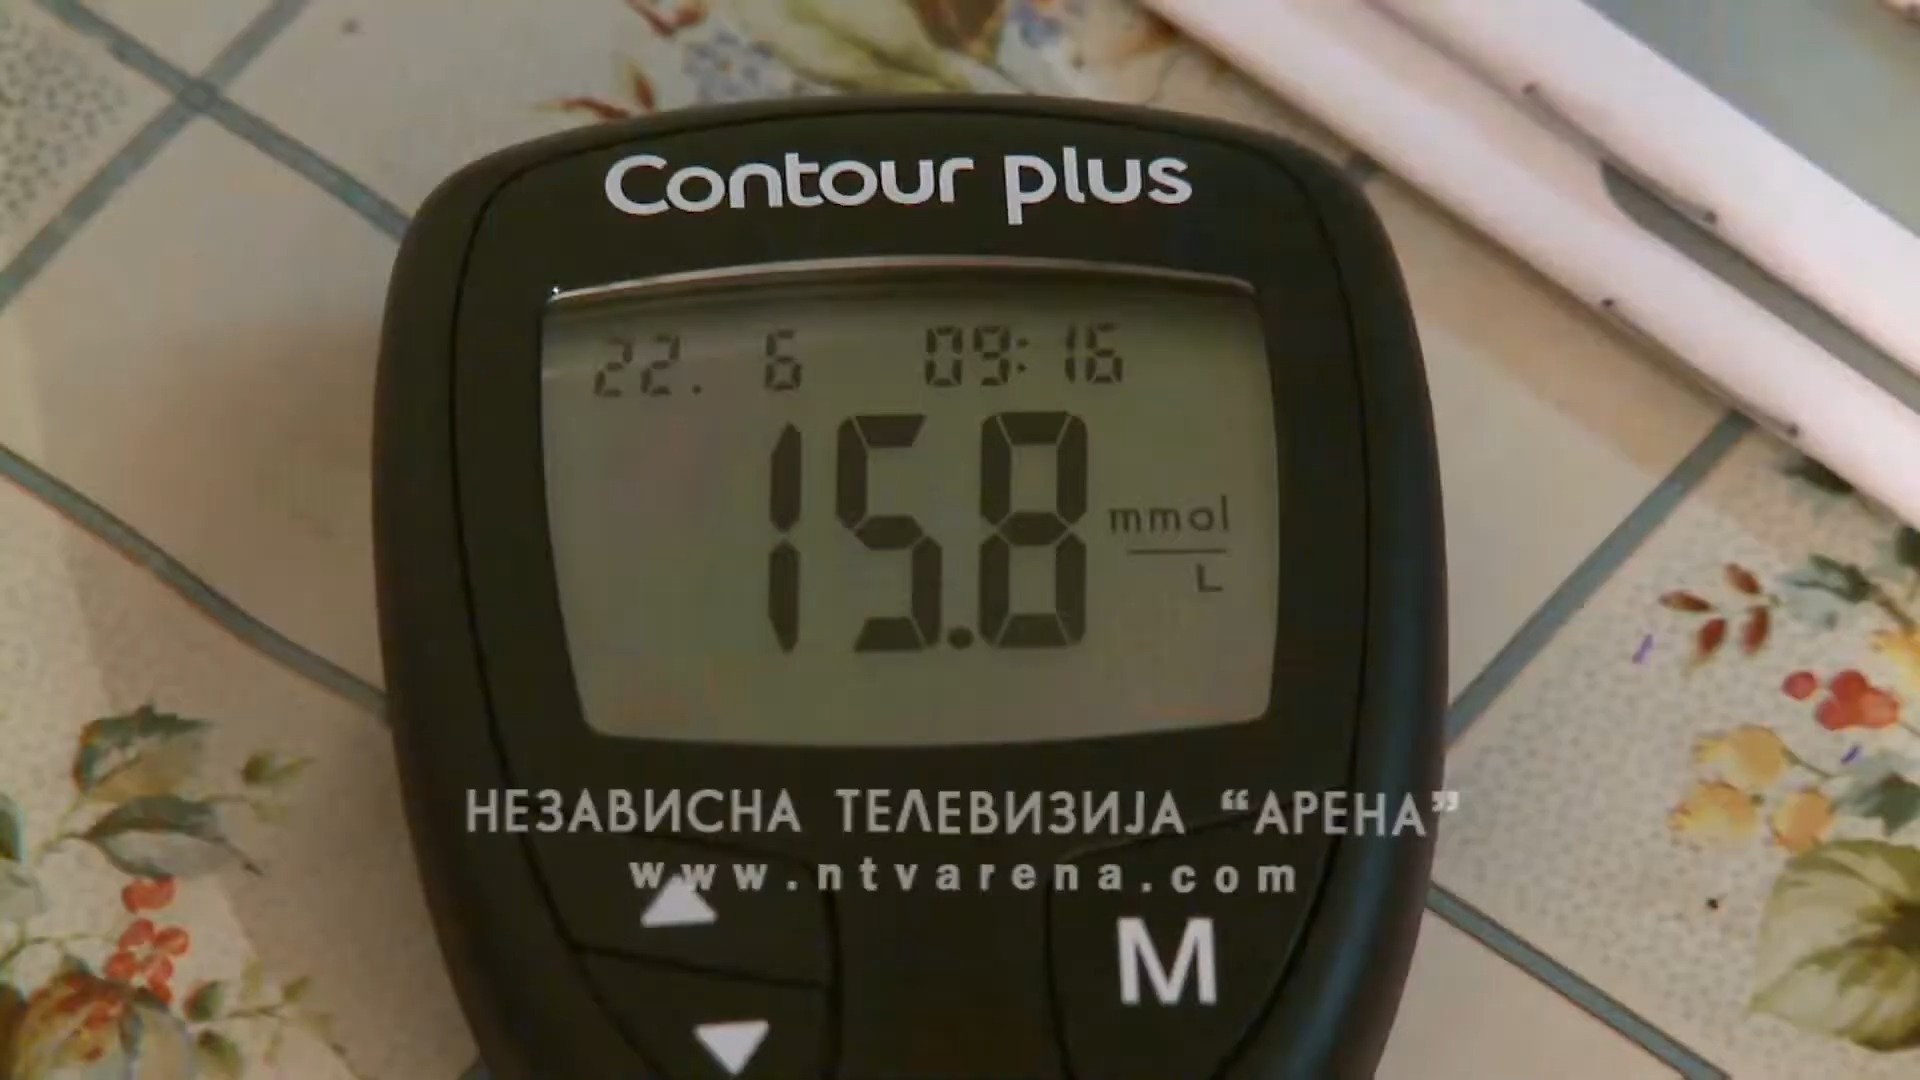 Contour plus
22. 6 09:16
15.8 mmol/L
НЕЗАВИСНА ТЕЛЕВИЗИЈА “АРЕНА”
www.ntvarena.com
M